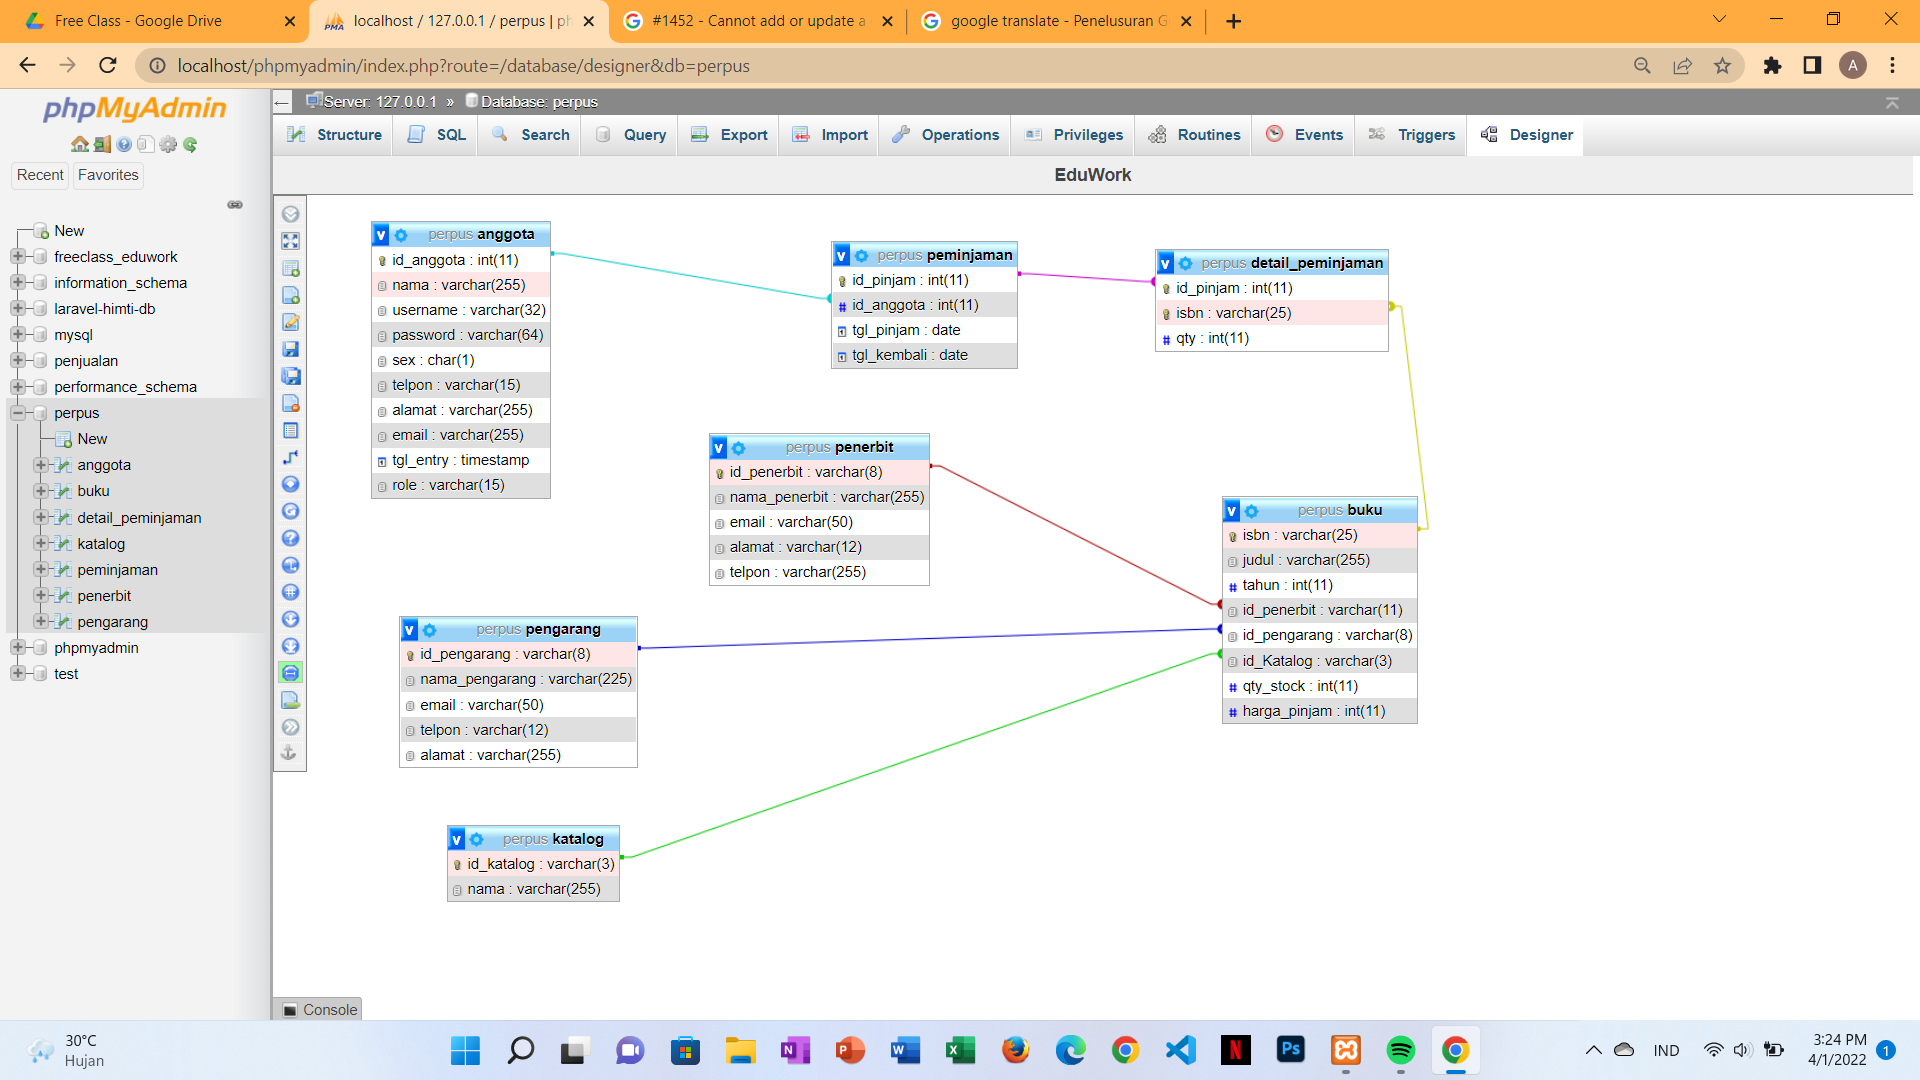 Free Class - Google Drive
localhost / 127.0.0.1 / perpus | ph
#1452 - Cannot add or update a
google translate - Penelusuran G
localhost/phpmyadmin/index.php?route=/database/designer&db=perpus
A
phpMyAdmin
Recent
Favorites
New
freeclass_eduwork
information_schema
laravel-himti-db
mysql
penjualan
performance_schema
perpus
New
anggota
buku
detail_peminjaman
katalog
peminjaman
penerbit
pengarang
phpmyadmin
test
Server: 127.0.0.1 » Database: perpus
Structure
SQL
Search
Query
Export
Import
Operations
Privileges
Routines
Events
Triggers
Designer
EduWork
v perpus anggota
id_anggota : int(11)
nama : varchar(255)
username : varchar(32)
password : varchar(64)
sex : char(1)
telpon : varchar(15)
alamat : varchar(255)
email : varchar(255)
tgl_entry : timestamp
role : varchar(15)
v perpus peminjaman
id_pinjam : int(11)
# id_anggota : int(11)
tgl_pinjam : date
tgl_kembali : date
v perpus detail_peminjaman
id_pinjam : int(11)
isbn : varchar(25)
# qty : int(11)
v perpus penerbit
id_penerbit : varchar(8)
nama_penerbit : varchar(255)
email : varchar(50)
alamat : varchar(12)
telpon : varchar(255)
v perpus buku
isbn : varchar(25)
judul : varchar(255)
# tahun : int(11)
id_penerbit : varchar(11)
id_pengarang : varchar(8)
id_Katalog : varchar(3)
# qty_stock : int(11)
# harga_pinjam : int(11)
v perpus pengarang
id_pengarang : varchar(8)
nama_pengarang : varchar(225)
email : varchar(50)
telpon : varchar(12)
alamat : varchar(255)
v perpus katalog
id_katalog : varchar(3)
nama : varchar(255)
Console
30°C
Hujan
IND
3:24 PM
4/1/2022
1